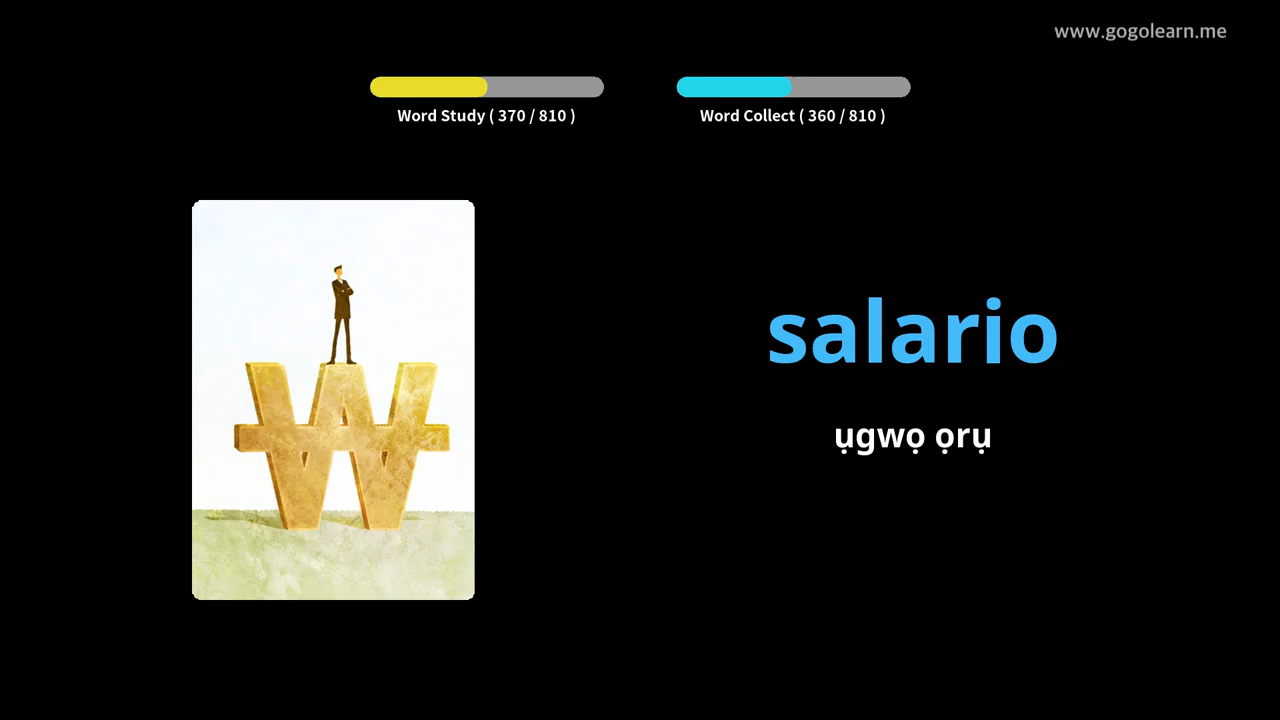 www.gogolearn.me
Word Study ( 370 / 810 )
Word Collect ( 360 / 810 )
salario
ụgwọ ọrụ